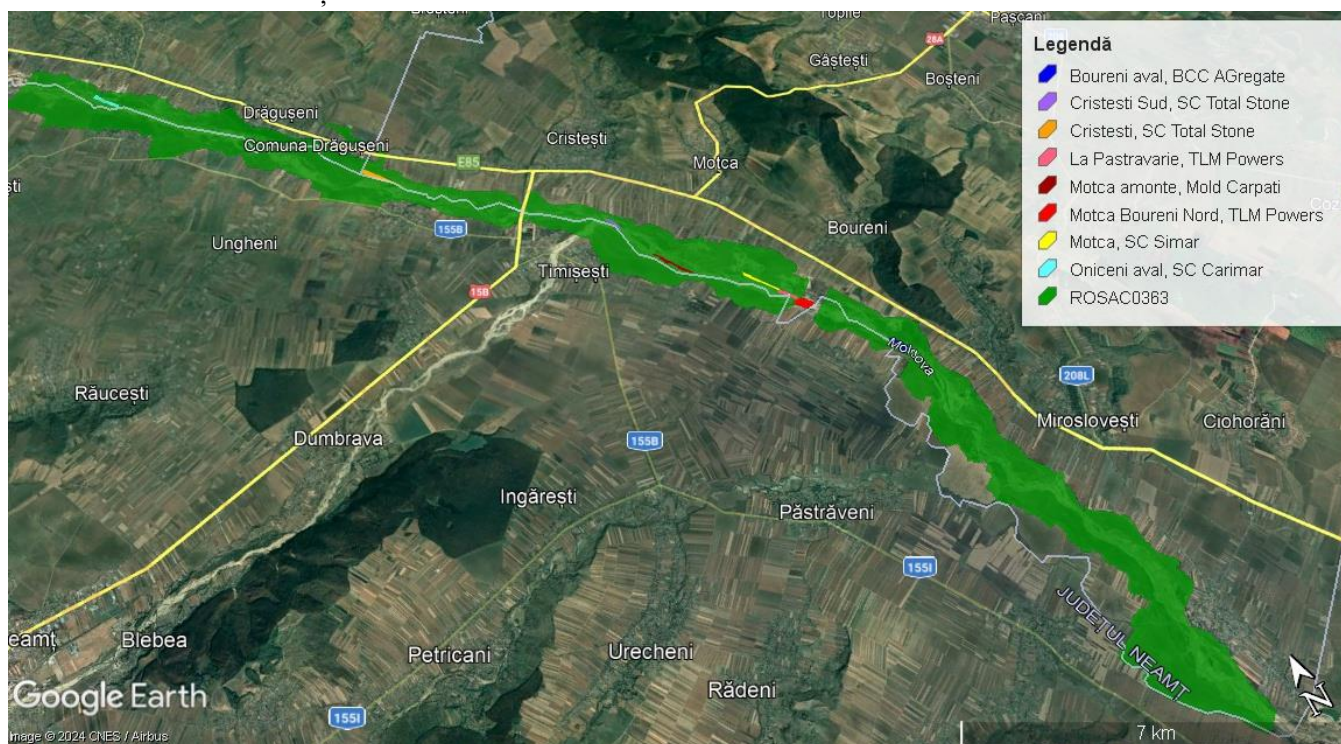 Topile
Pașcani
28A
Gâștești
Boșteni
Legendă
Boureni aval, BCC AGregate
Cristesti Sud, SC Total Stone
Cristesti, SC Total Stone
La Pastravarie, TLM Powers
Motca amonte, Mold Carpati
Motca Boureni Nord, TLM Powers
Motca, SC Simar
Oniceni aval, SC Carimar
ROSAC0363
Drăgușeni
Comuna Drăgușeni
Cristești
E85
Moțca
Boureni
155B
Ungheni
Timișești
15B
Moldova
208L
Miroslovești
Ciohorăni
Răucești
Dumbrava
155B
Ingărești
Păstrăveni
155I
JUDEȚUL NEAMȚ
eamț
Blebea
Petricani
Urecheni
Rădeni
155I
Google Earth
Image © 2024 CNES / Airbus
7 km
N